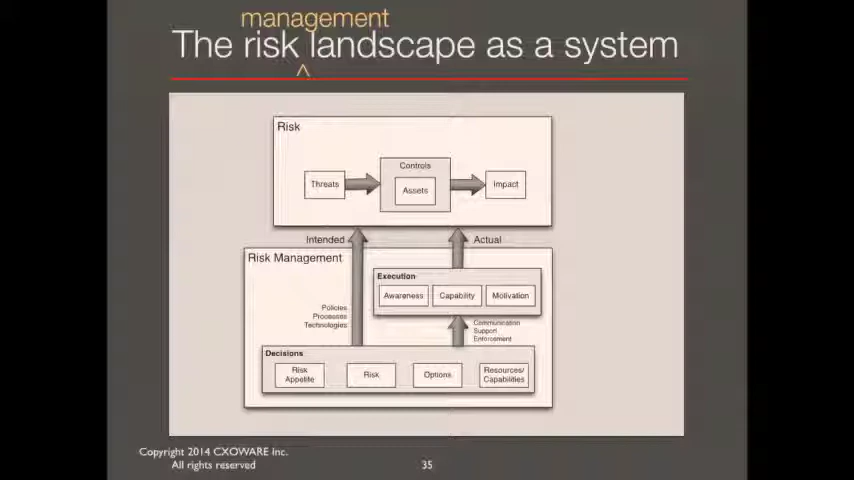 management
The risk landscape as a system
^
Risk
Controls
Threats
Assets
Impact
Intended
Actual
Risk Management
Execution
Awareness
Capability
Motivation
Policies
Processes
Technologies
Communication
Support
Enforcement
Decisions
Risk
Appetite
Risk
Options
Resources/
Capabilities
Copyright 2014 CXOWARE Inc.
All rights reserved
35